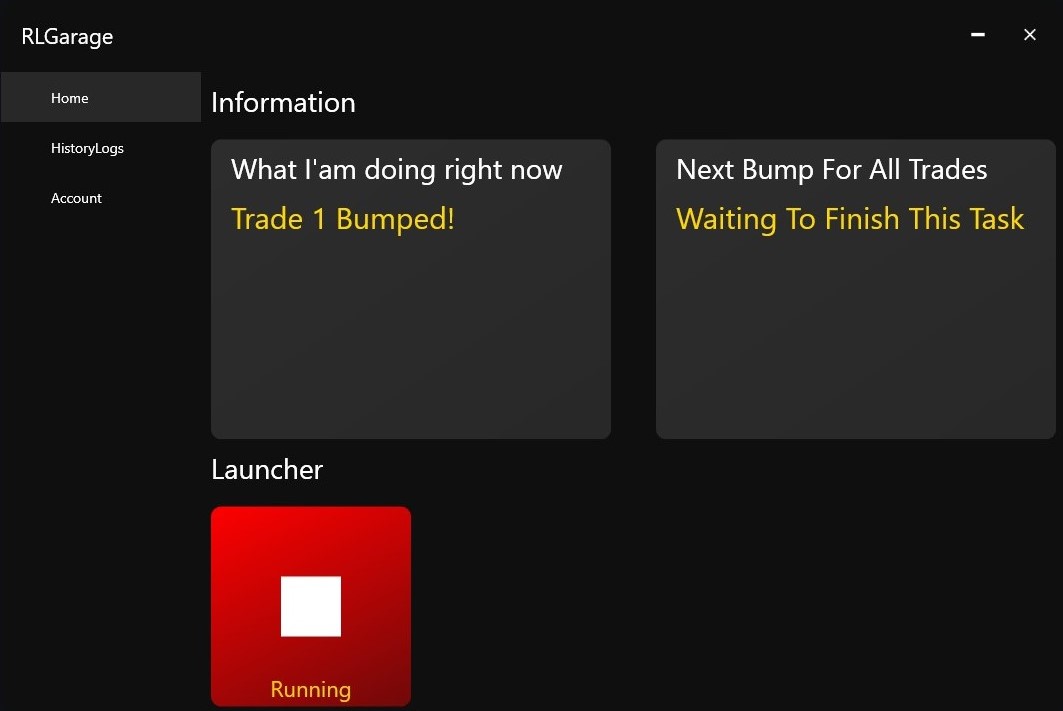 RLGarage
Home
HistoryLogs
Account
Information
What I'am doing right now
Trade 1 Bumped!
Next Bump For All Trades
Waiting To Finish This Task
Launcher
Running